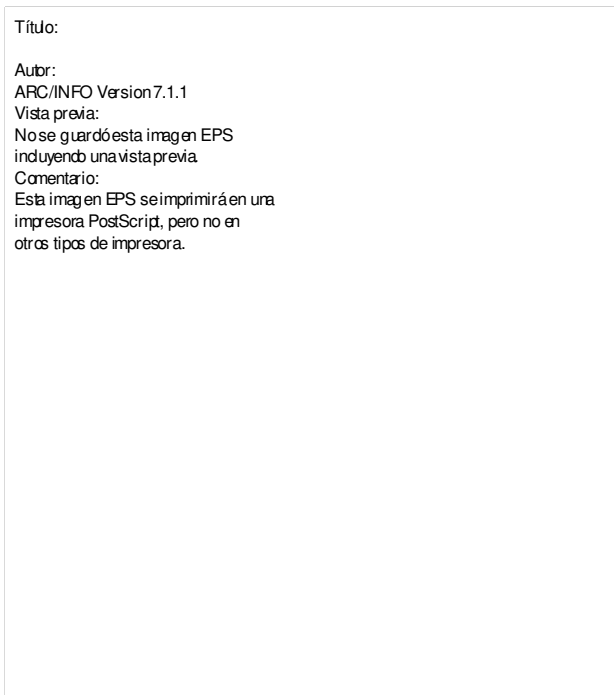 Título:
Autor:
ARC/INFO Version 7.1.1
Vista previa:
No se guardó esta imagen EPS
incluyendo una vista previa.
Comentario:
Esta imagen EPS se imprimirá en una
impresora PostScript, pero no en
otros tipos de impresora.